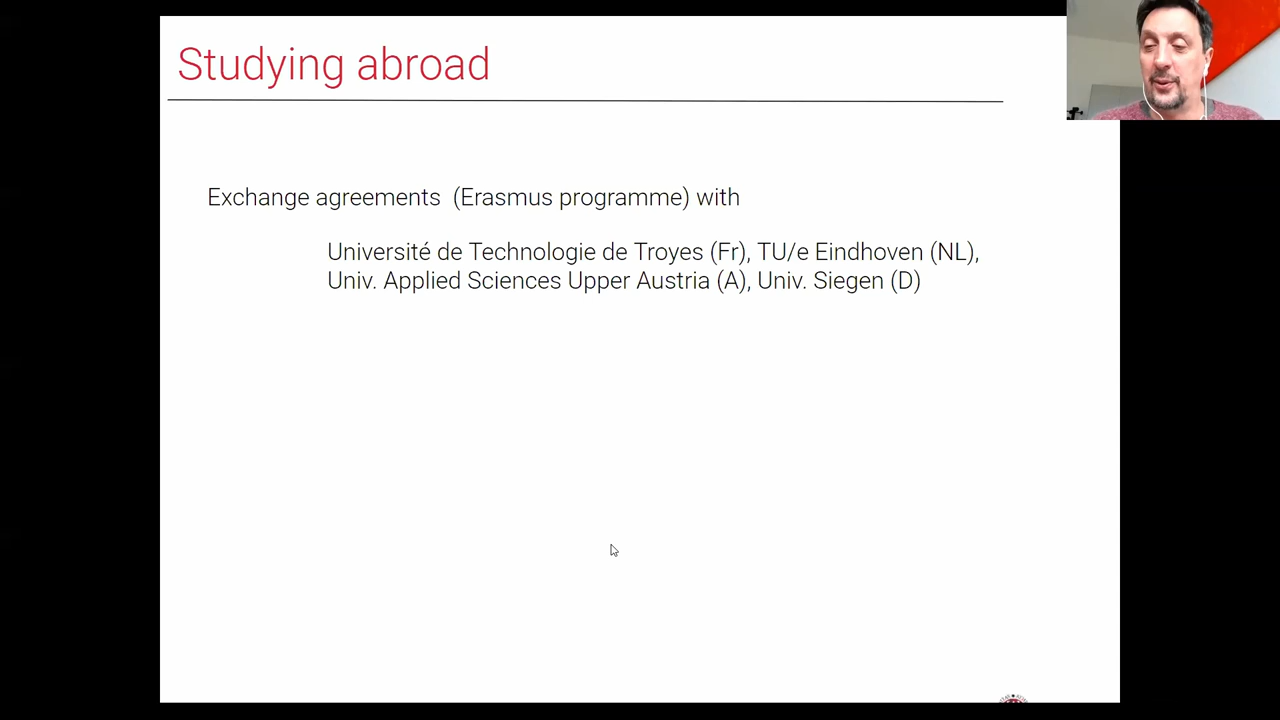 Studying abroad
Exchange agreements (Erasmus programme) with
Université de Technologie de Troyes (Fr), TU/e Eindhoven (NL),
Univ. Applied Sciences Upper Austria (A), Univ. Siegen (D)